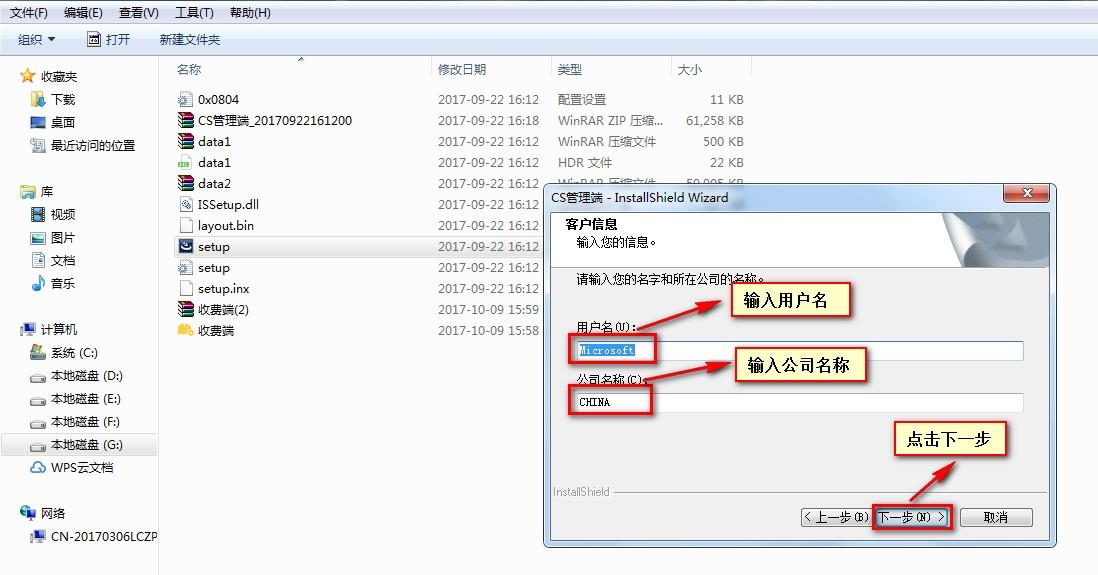 文件(F) 编辑(E) 查看(V) 工具(T) 帮助(H)
组织 打开 新建文件夹
名称 修改日期 类型 大小
收藏夹
下载
桌面
最近访问的位置
库
视频
图片
文档
音乐
计算机
系统 (C:)
本地磁盘 (D:)
本地磁盘 (E:)
本地磁盘 (F:)
本地磁盘 (G:)
WPS云文档
网络
CN-20170306LCZP
0x0804 2017-09-22 16:12 配置设置 11 KB
CS管理端_20170922161200 2017-09-22 16:18 WinRAR ZIP 压缩... 61,258 KB
data1 2017-09-22 16:12 WinRAR 压缩文件 500 KB
data1 2017-09-22 16:12 HDR 文件 22 KB
data2 2017-09-22 16:12 WinRAR 压缩文件
ISSetup.dll 2017-09-22 16:12
layout.bin 2017-09-22 16:12
setup 2017-09-22 16:12
setup 2017-09-22 16:12
setup.inx 2017-09-22 16:12
收费端(2) 2017-10-09 15:59
收费端 2017-10-09 15:58
CS管理端 - InstallShield Wizard
客户信息
输入您的信息。
请输入您的名字和所在公司的名称。
输入用户名
用户名(U):
Microsoft
输入公司名称
公司名称(C):
CHINA
点击下一步
InstallShield
< 上一步(B) 下一步(N) > 取消